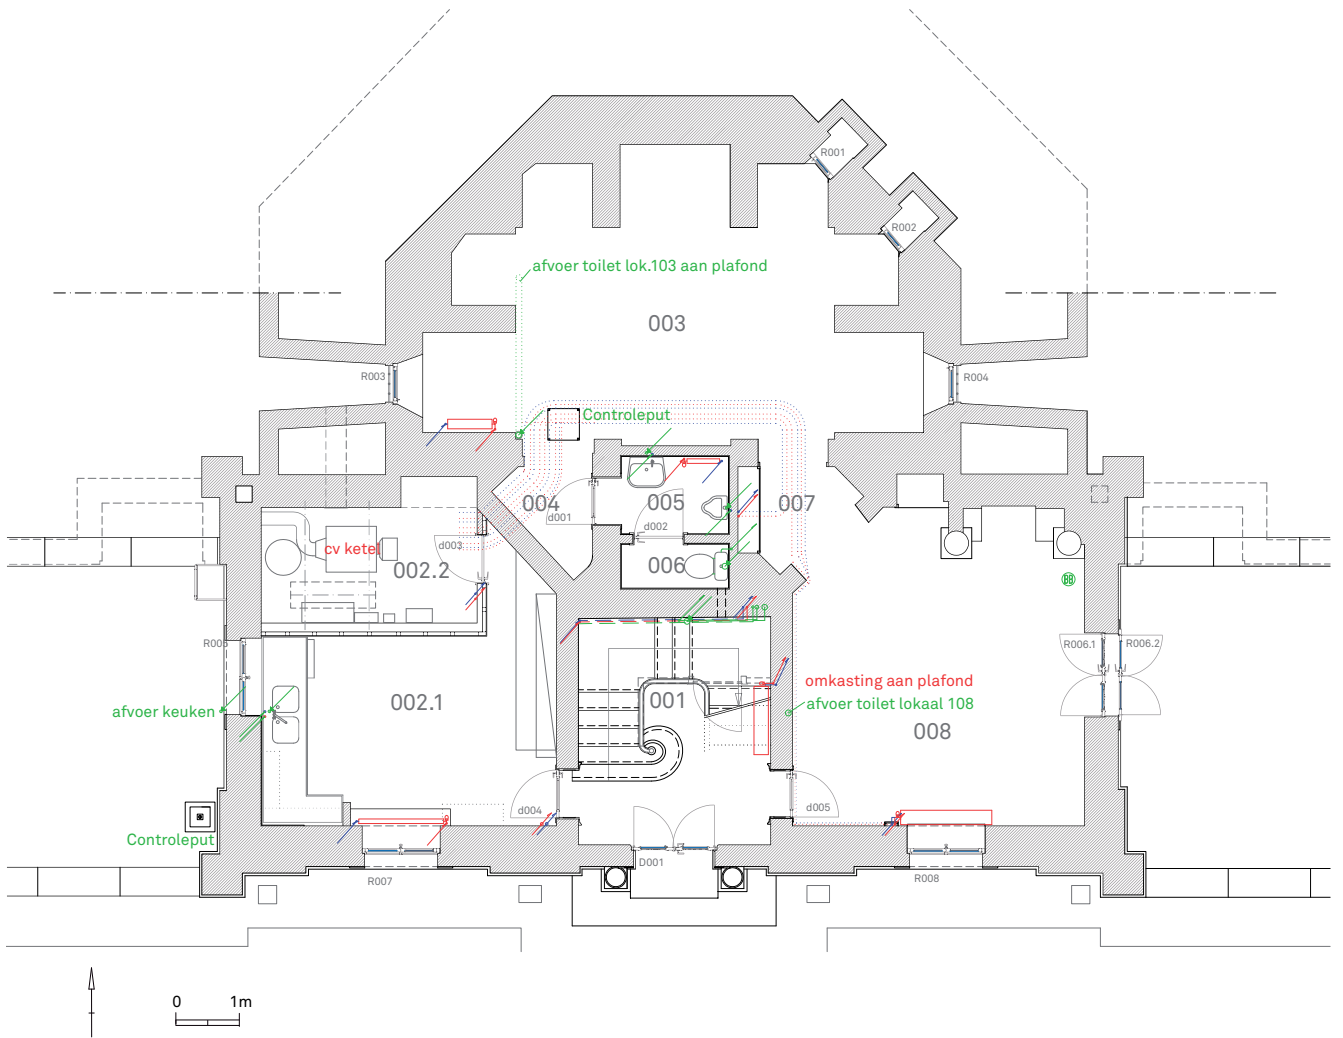 R001
R002
afvoer toilet lok.103 aan plafond
003
R003
R004
Controleput
004
005
007
d001
d002
cv ketel
d003
002.2
006
R005
R006.1
R006.2
omkasting aan plafond
002.1
001
afvoer toilet lokaal 108
afvoer keuken
008
d004
d005
Controleput
D001
R007
R008
0
1m